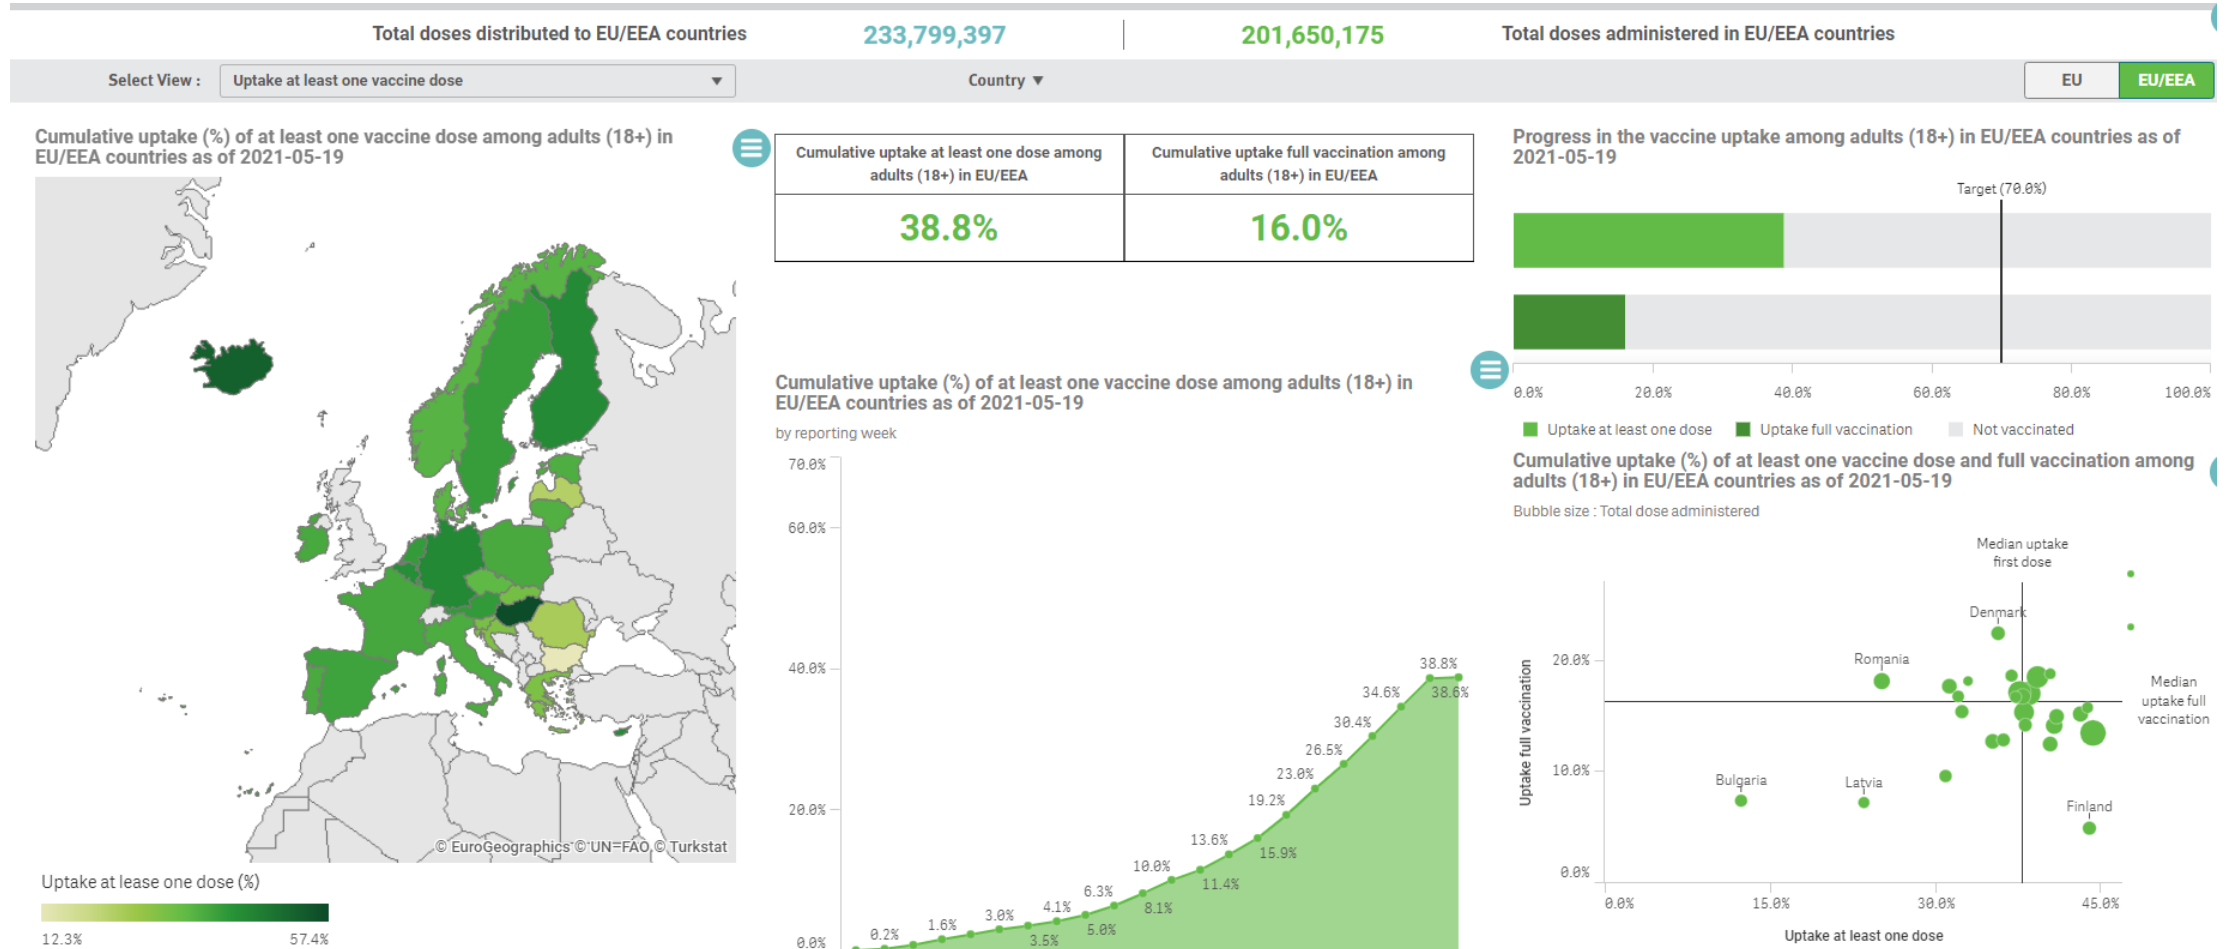 Total doses distributed to EU/EEA countries 233,799,397 201,650,175 Total doses administered in EU/EEA countries
Select View : Uptake at least one vaccine dose Country EU EU/EEA
Cumulative uptake (%) of at least one vaccine dose among adults (18+) in
EU/EEA countries as of 2021-05-19
© EuroGeographics © UN-FAO © Turkstat
Uptake at lease one dose (%)
12.3% 57.4%
Cumulative uptake at least one dose among
adults (18+) in EU/EEA
38.8%
Cumulative uptake full vaccination among
adults (18+) in EU/EEA
16.0%
Cumulative uptake (%) of at least one vaccine dose among adults (18+) in
EU/EEA countries as of 2021-05-19
by reporting week
70.0%
60.0%
40.0%
20.0%
0.0%
0.2%
1.6%
3.0%
3.5%
4.1%
5.0%
6.3%
8.1%
10.0%
11.4%
13.6%
15.9%
19.2%
23.0%
26.5%
30.4%
34.6%
38.8%
38.6%
Progress in the vaccine uptake among adults (18+) in EU/EEA countries as of
2021-05-19
Target (70.0%)
0.0% 20.0% 40.0% 60.0% 80.0% 100.0%
Uptake at least one dose Uptake full vaccination Not vaccinated
Cumulative uptake (%) of at least one vaccine dose and full vaccination among
adults (18+) in EU/EEA countries as of 2021-05-19
Bubble size : Total dose administered
Median uptake
first dose
Denmark
Romania
Median
uptake full
vaccination
Bulgaria
Latvia
Finland
Uptake full vaccination
20.0%
10.0%
0.0%
0.0% 15.0% 30.0% 45.0%
Uptake at least one dose